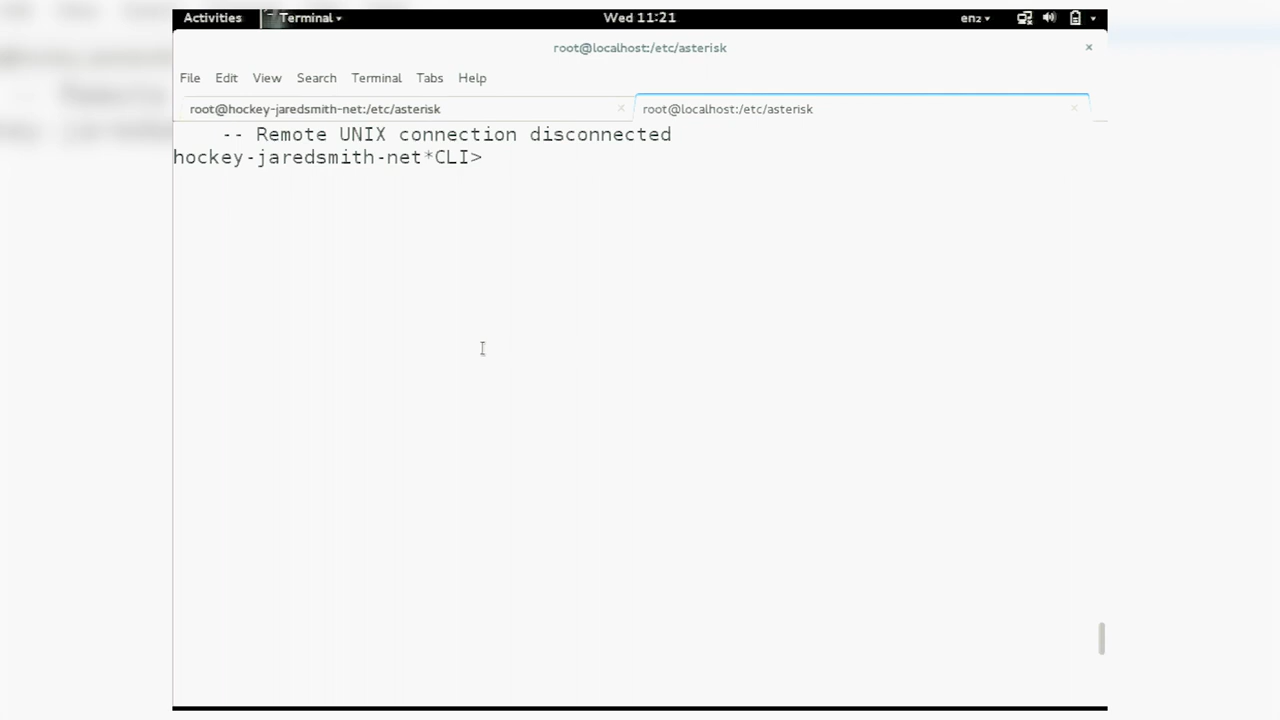 Activities Terminal Wed 11:21 en₂
root@localhost:/etc/asterisk ×
File Edit View Search Terminal Tabs Help
root@hockey-jaredsmith-net:/etc/asterisk × root@localhost:/etc/asterisk ×
-- Remote UNIX connection disconnected
hockey-jaredsmith-net*CLI>